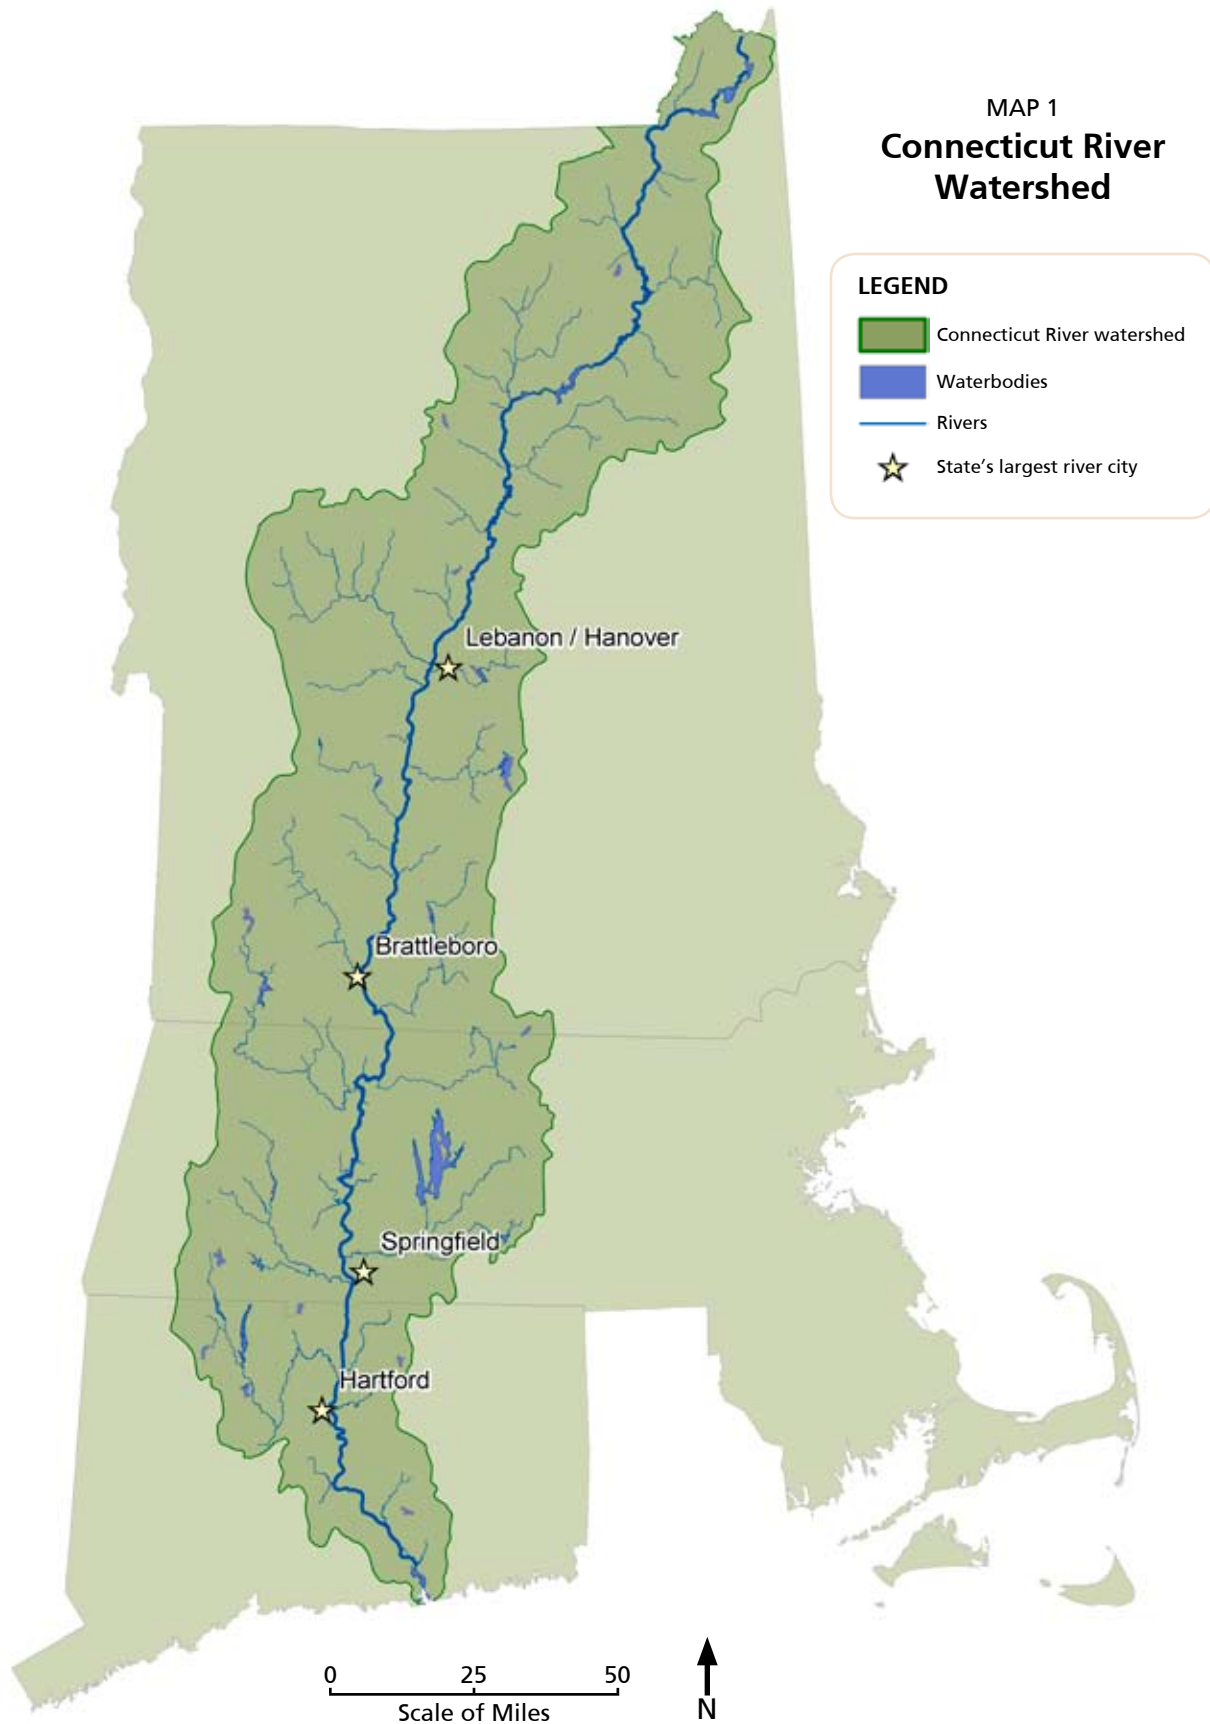 MAP 1
Connecticut River
Watershed
LEGEND
Connecticut River watershed
Waterbodies
Rivers
State's largest river city
Lebanon / Hanover
Brattleboro
Springfield
Hartford
0 25 50
Scale of Miles
N